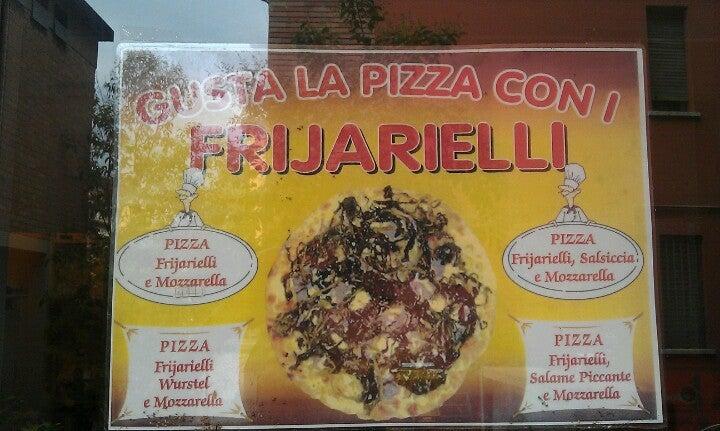 GUSTA LA PIZZA CON I
FRIJARIELLI
PIZZA
Frijarielli
e Mozzarella
PIZZA
Frijarielli, Salsiccia
e Mozzarella
PIZZA
Frijarielli
Wurstel
e Mozzarella
PIZZA
Frijarielli,
Salame Piccante
e Mozzarella